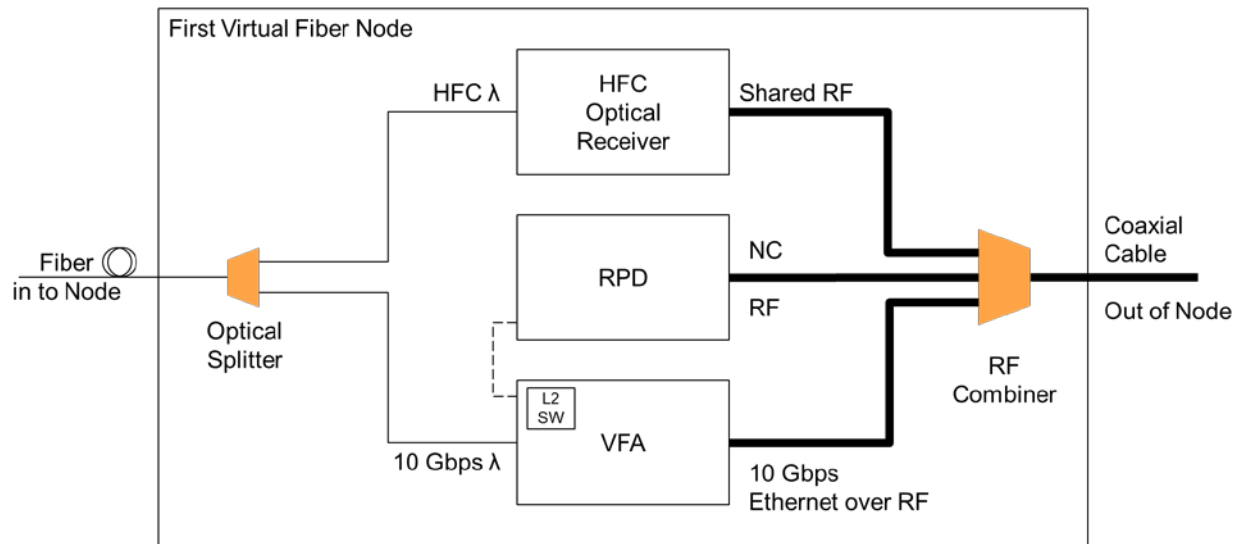 First Virtual Fiber Node
HFC λ
HFC
Optical
Receiver
Shared RF
Fiber
in to Node
Optical
Splitter
RPD
NC
RF
Coaxial
Cable
Out of Node
RF
Combiner
L2
SW
VFA
10 Gbps λ
10 Gbps
Ethernet over RF